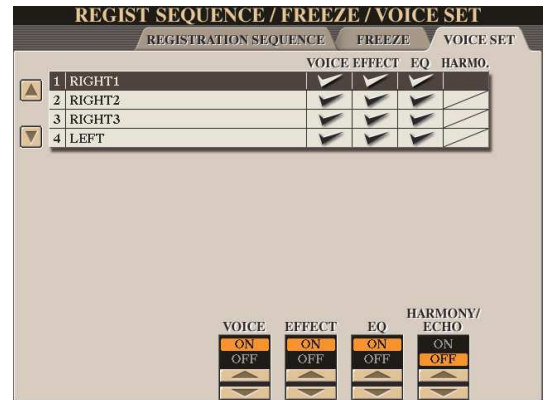 REGIST SEQUENCE / FREEZE / VOICE SET
REGISTRATION SEQUENCE FREEZE VOICE SET
VOICE EFFECT EQ HARMO.
1 RIGHT1
2 RIGHT2
3 RIGHT3
4 LEFT
VOICE EFFECT EQ HARMONY/
ECHO
ON ON ON ON
OFF OFF OFF OFF